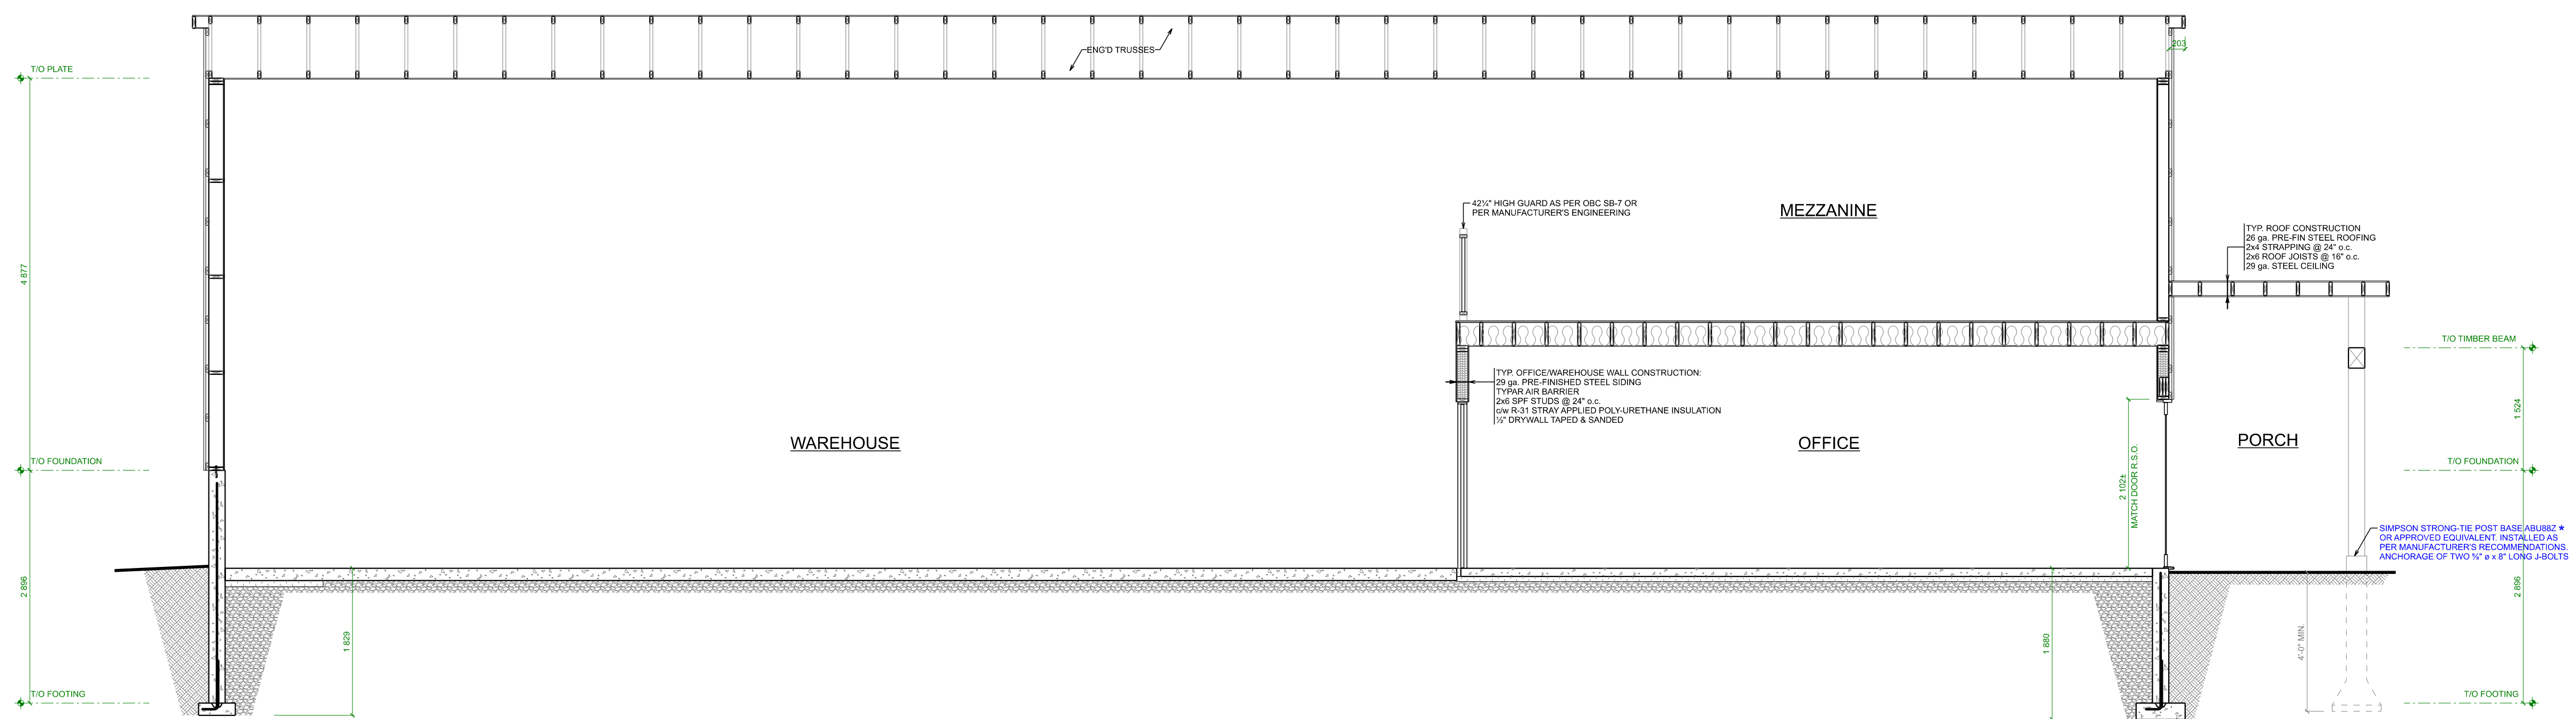 ENG'D TRUSSES
203
T/O PLATE
4 877
T/O FOUNDATION
2 896
T/O FOOTING
1 829
WAREHOUSE
42¼" HIGH GUARD AS PER OBC SB-7 OR
PER MANUFACTURER'S ENGINEERING
MEZZANINE
TYP. ROOF CONSTRUCTION
26 ga. PRE-FIN STEEL ROOFING
2x4 STRAPPING @ 24" o.c.
2x6 ROOF JOISTS @ 16" o.c.
29 ga. STEEL CEILING
TYP. OFFICE/WAREHOUSE WALL CONSTRUCTION:
29 ga. PRE-FINISHED STEEL SIDING
TYPAR AIR BARRIER
2x6 SPF STUDS @ 24" o.c.
c/w R-31 STRAY APPLIED POLY-URETHANE INSULATION
½" DRYWALL TAPED & SANDED
OFFICE
2 102±
MATCH DOOR R.S.O.
1 880
PORCH
T/O TIMBER BEAM
1 524
T/O FOUNDATION
SIMPSON STRONG-TIE POST BASE ABU88Z *
OR APPROVED EQUIVALENT. INSTALLED AS
PER MANUFACTURER'S RECOMMENDATIONS.
ANCHORAGE OF TWO ⅝" ø x 8" LONG J-BOLTS
2 896
4'-0" MIN.
T/O FOOTING